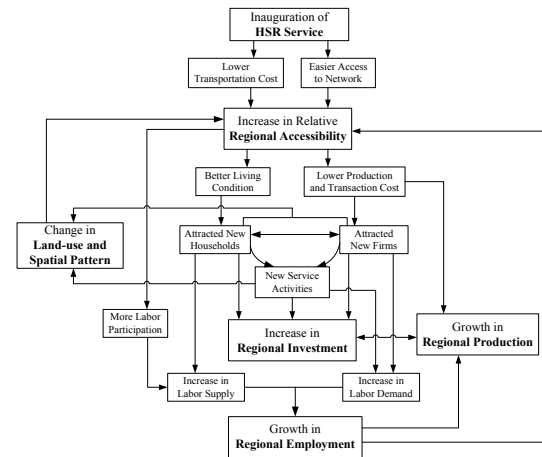 Inauguration of
HSR Service
Lower
Transportation Cost
Easier Access
to Network
Increase in Relative
Regional Accessibility
Better Living
Condition
Lower Production
and Transaction Cost
Change in
Land-use and
Spatial Pattern
Attracted New
Households
Attracted
New Firms
New Service
Activities
More Labor
Participation
Increase in
Regional Investment
Growth in
Regional Production
Increase in
Labor Supply
Increase in
Labor Demand
Growth in
Regional Employment